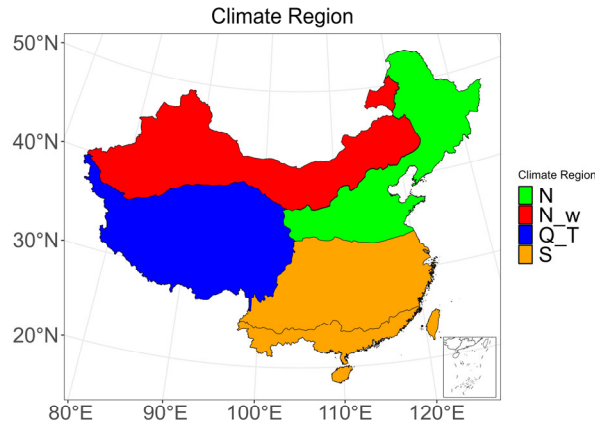 Climate Region
50°N
40°N
30°N
20°N
80°E
90°E
100°E
110°E
120°E
Climate Region
N
N_w
Q_T
S